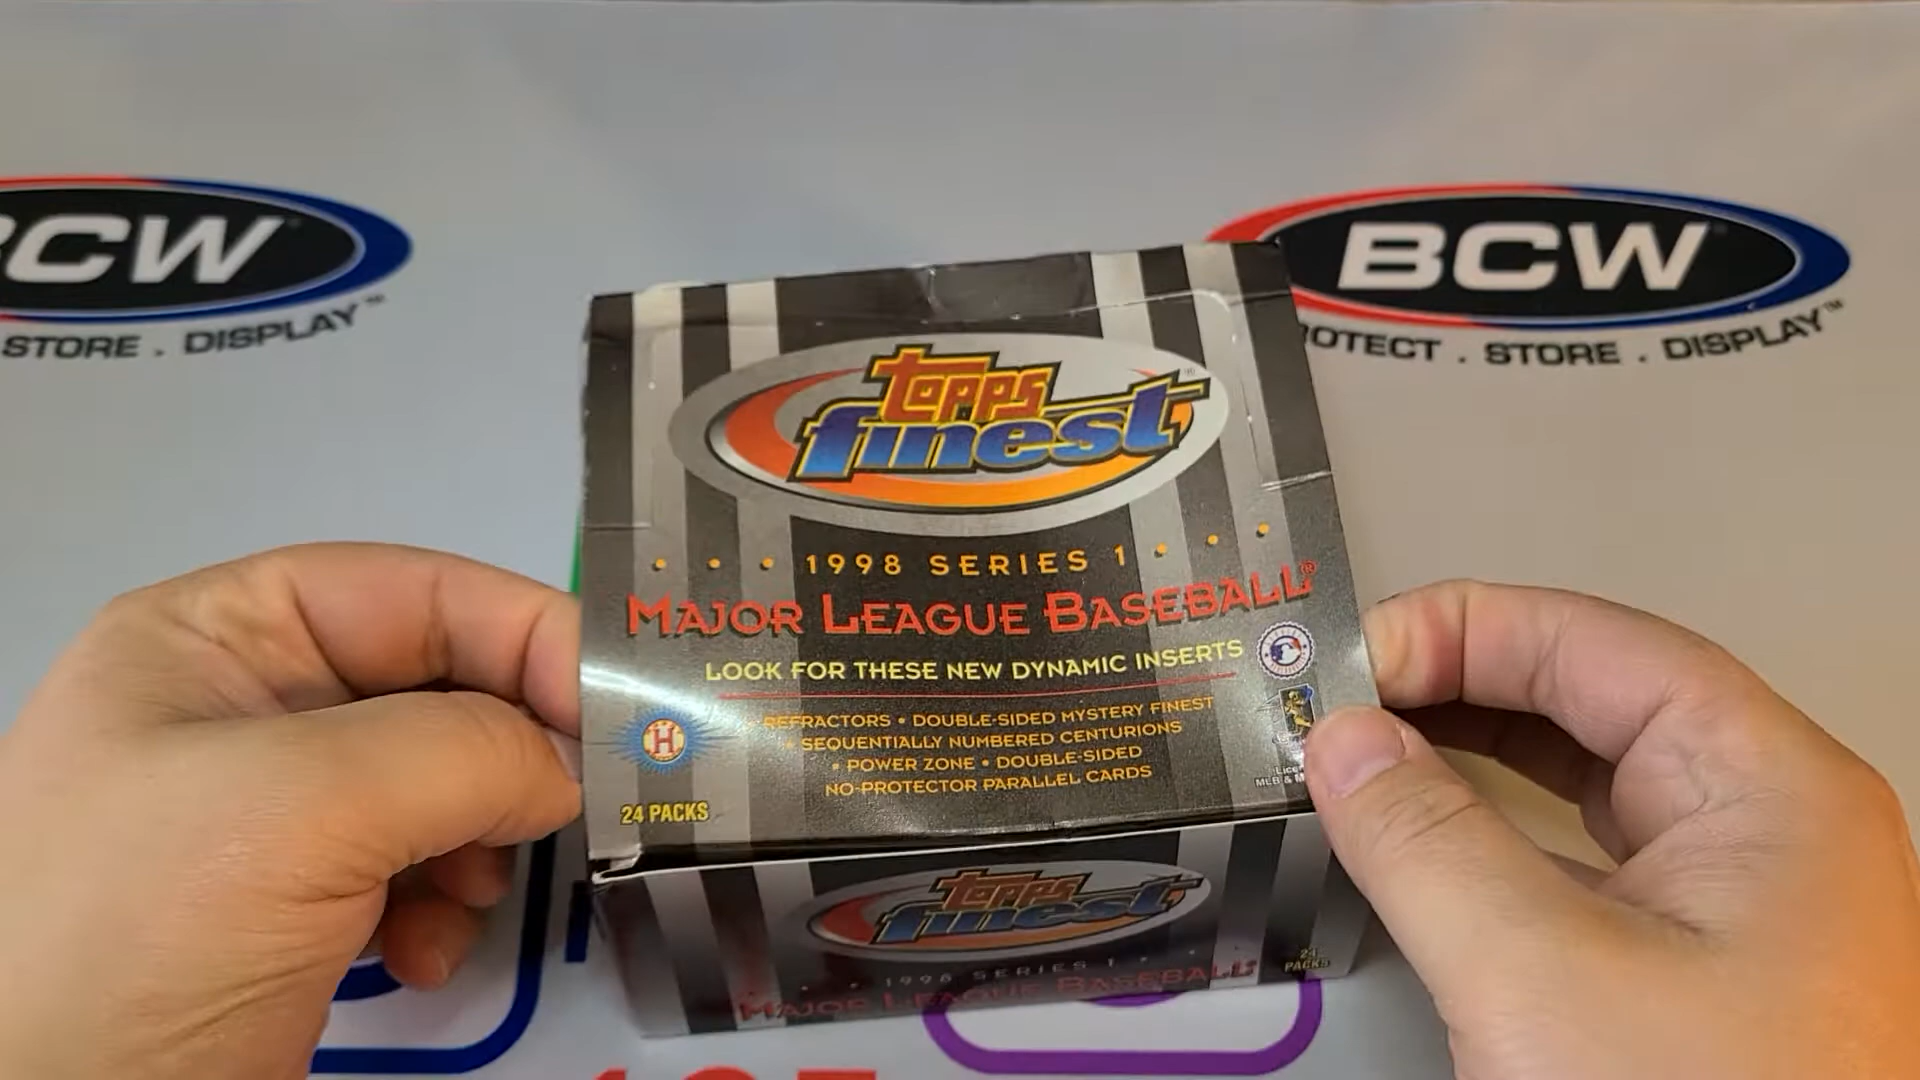 BCW
STORE . DISPLAY™
BCW
PROTECT . STORE . DISPLAY™
topps
finest®
• • • 1998 SERIES 1 • • •
MAJOR LEAGUE BASEBALL®
LOOK FOR THESE NEW DYNAMIC INSERTS
• REFRACTORS • DOUBLE-SIDED MYSTERY FINEST
• SEQUENTIALLY NUMBERED CENTURIONS
• POWER ZONE • DOUBLE-SIDED
NO-PROTECTOR PARALLEL CARDS
H
24 PACKS
MLB &
topps
finest
1998 SERIES 1
MAJOR LEAGUE BASEBALL
24
PACKS